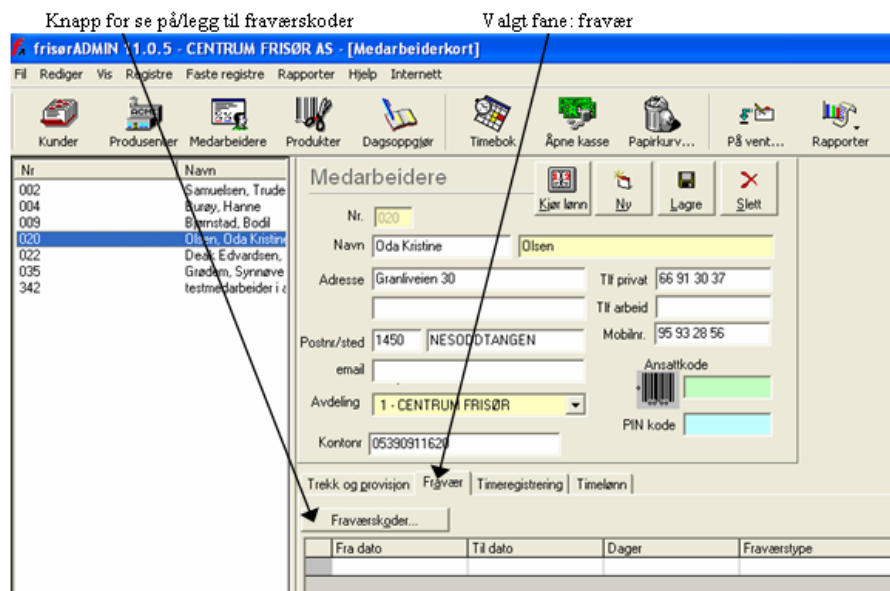 Knapp for se på/legg til fraværskoder
Valgt fane: fravær
frisørADMIN 11.0.5 - CENTRUM FRISØR AS - [Medarbeiderkort]
Fil Rediger Vis Registre Faste registre Rapporter Hjelp Internett
Kunder Produsenter Medarbeidere Produkter Dagsoppgjør Timebok Åpne kasse Papirkurv... På vent... Rapporter
Nr Navn
002 Samuelsen, Trude
004 Burøy, Hanne
009 Bjørnstad, Bodil
020 Olsen, Oda Kristine
022 Deak Edvardsen,
035 Grødem, Synnøve
342 testmedarbeider i a
Medarbeidere
Kjør lønn Ny Lagre Slett
Nr. 020
Navn Oda Kristine Olsen
Adresse Granliveien 30 Tlf privat 66 91 30 37
Tlf arbeid
Postnr/sted 1450 NESODDTANGEN Mobilnr. 95 93 28 56
email Ansattkode
Avdeling 1 - CENTRUM FRISØR
PIN kode
Kontonr 05390911620
Trekk og provisjon Fravær Timeregistrering Timelønn
Fraværskoder...
Fra dato Til dato Dager Fraværstype